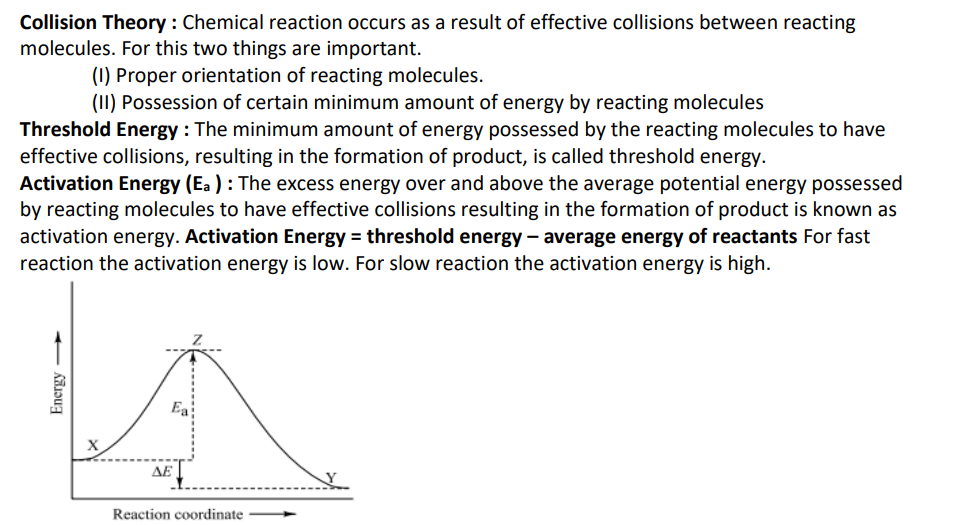 Collision Theory : Chemical reaction occurs as a result of effective collisions between reacting
molecules. For this two things are important.
(I) Proper orientation of reacting molecules.
(II) Possession of certain minimum amount of energy by reacting molecules
Threshold Energy : The minimum amount of energy possessed by the reacting molecules to have
effective collisions, resulting in the formation of product, is called threshold energy.
Activation Energy (Ea ) : The excess energy over and above the average potential energy possessed
by reacting molecules to have effective collisions resulting in the formation of product is known as
activation energy. Activation Energy = threshold energy – average energy of reactants For fast
reaction the activation energy is low. For slow reaction the activation energy is high.
Z
Energy
Ea
X
ΔE
Y
Reaction coordinate